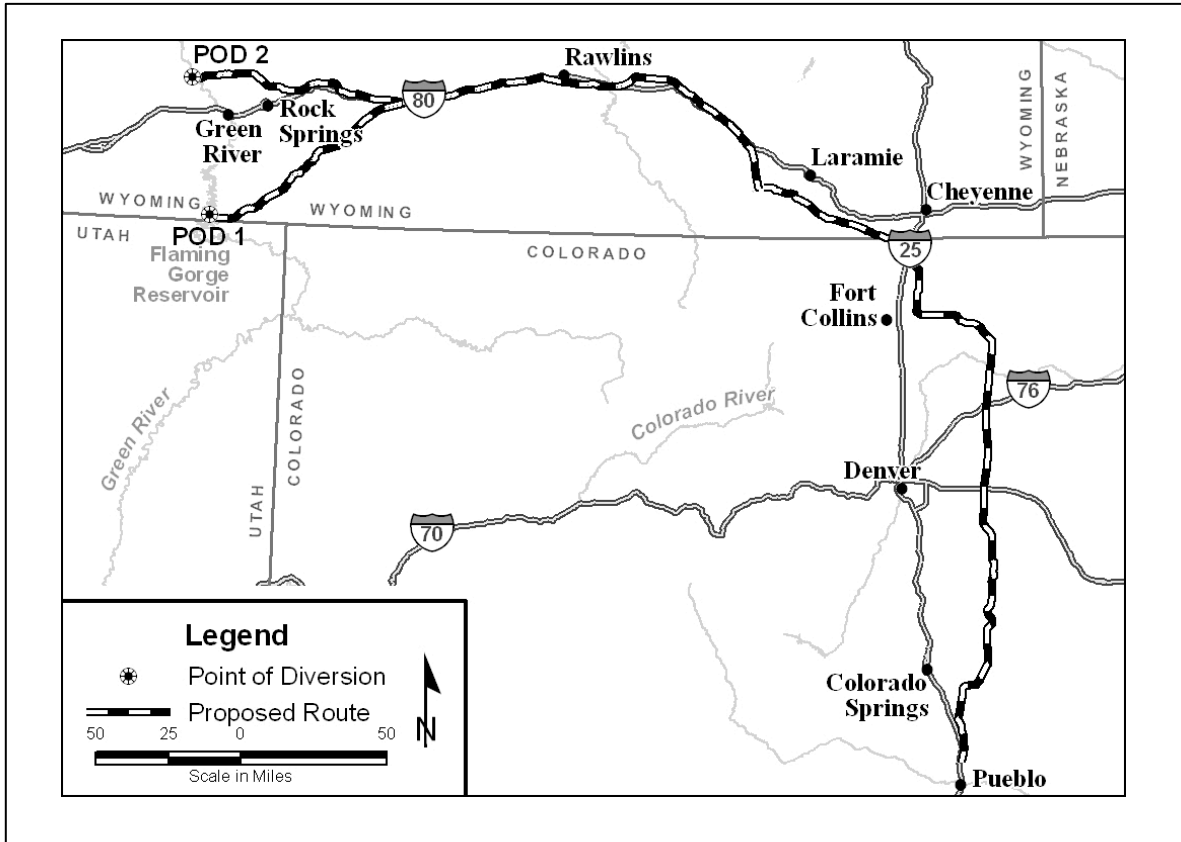 POD 2
Rawlins
80
Rock
Springs
Green
River
WYOMING
NEBRASKA
Laramie
Cheyenne
WYOMING
WYOMING
UTAH
POD 1
COLORADO
Flaming
Gorge
Reservoir
25
Fort
Collins
76
Green River
COLORADO
UTAH
Colorado River
Denver
70
Colorado
Springs
Pueblo
Legend
Point of Diversion
Proposed Route
50 25 0 50
Scale in Miles
N